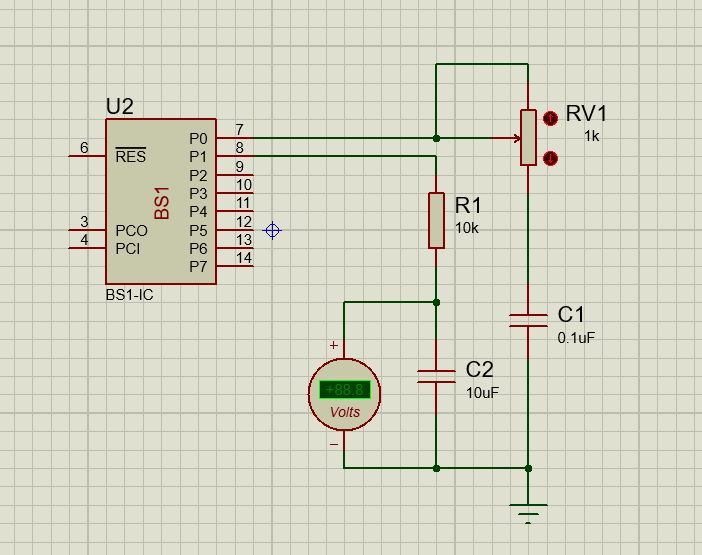 U2
6 RES
BS1
P0 7
P1 8
P2 9
P3 10
P4 11
3 PCO
P5 12
4 PCI
P6 13
P7 14
BS1-IC
RV1
1k
R1
10k
C1
0.1uF
+
+88.8
Volts
−
C2
10uF